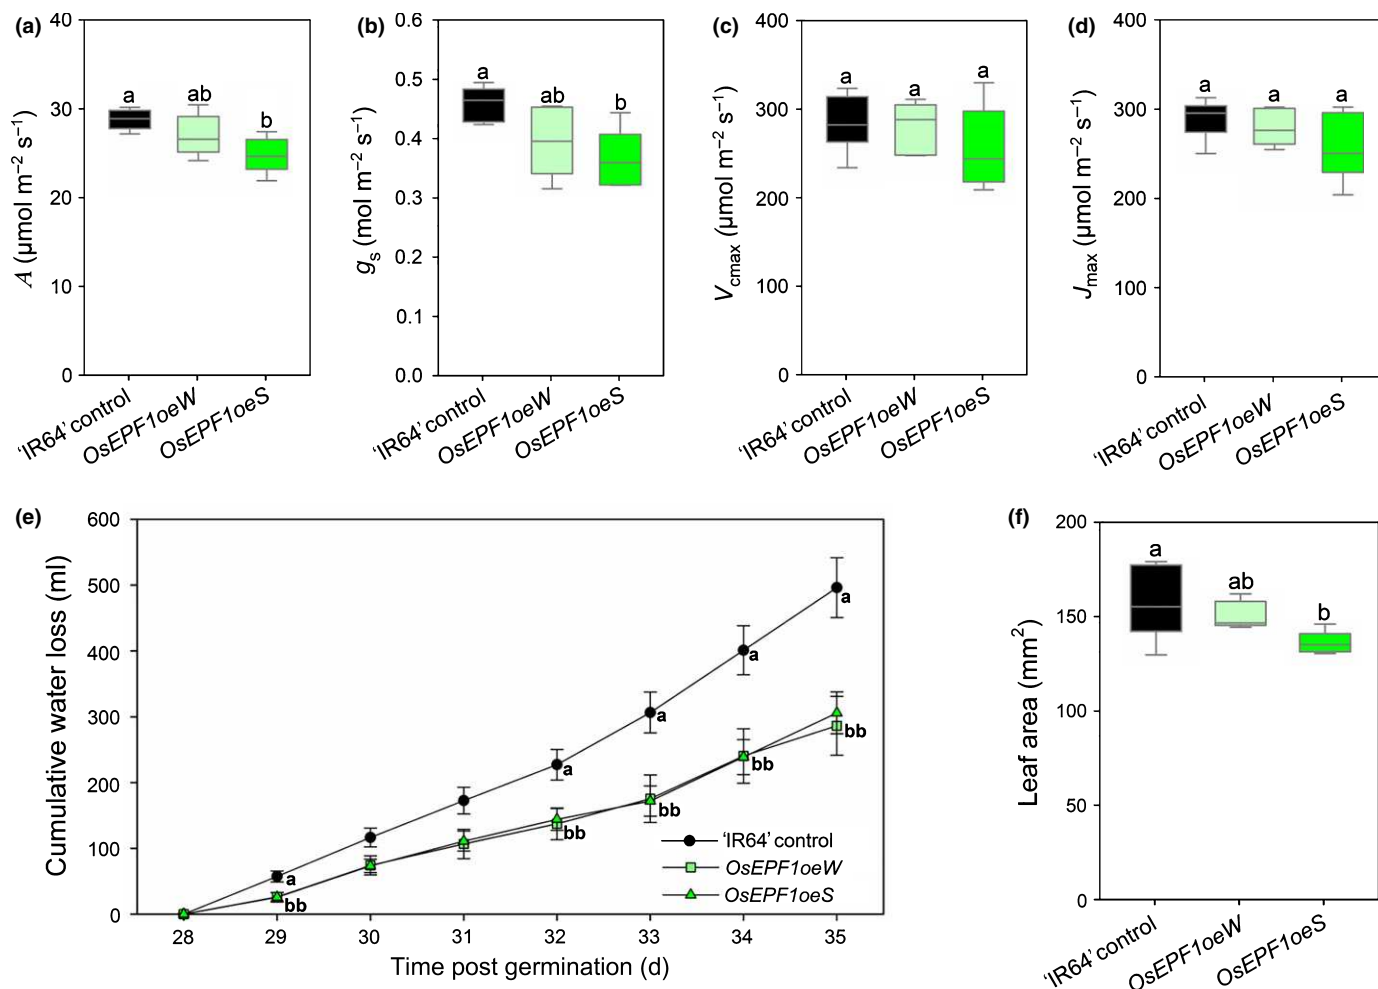 (a)
A (µmol m−2 s−1)
40
30
20
10
0
a
ab
b
'IR64' control
OsEPF1oeW
OsEPF1oeS
(b)
gs (mol m−2 s−1)
0.6
0.5
0.4
0.3
0.2
0.1
0.0
a
ab
b
'IR64' control
OsEPF1oeW
OsEPF1oeS
(c)
Vcmax (µmol m−2 s−1)
400
300
200
100
0
a
a
a
'IR64' control
OsEPF1oeW
OsEPF1oeS
(d)
Jmax (µmol m−2 s−1)
400
300
200
100
0
a
a
a
'IR64' control
OsEPF1oeW
OsEPF1oeS
(e)
Cumulative water loss (ml)
600
500
400
300
200
100
0
a
bb
a
bb
a
bb
a
bb
a
bb
'IR64' control
OsEPF1oeW
OsEPF1oeS
28 29 30 31 32 33 34 35
Time post germination (d)
(f)
Leaf area (mm2)
200
150
100
50
0
a
ab
b
'IR64' control
OsEPF1oeW
OsEPF1oeS